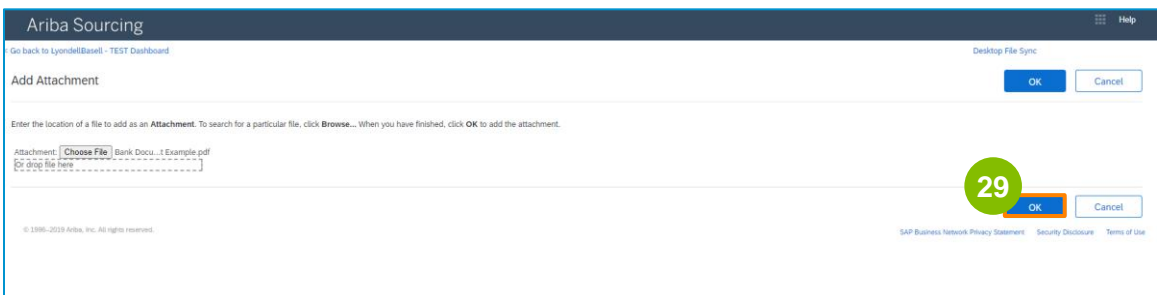 Ariba Sourcing
Help
Go back to LyondellBasell - TEST Dashboard
Desktop File Sync
Add Attachment
OK
Cancel
Enter the location of a file to add as an Attachment. To search for a particular file, click Browse... When you have finished, click OK to add the attachment.
Attachment: Choose File Bank Docu...t Example.pdf
Or drop file here
29
OK
Cancel
© 1996–2019 Ariba, Inc. All rights reserved.
SAP Business Network Privacy Statement Security Disclosure Terms of Use